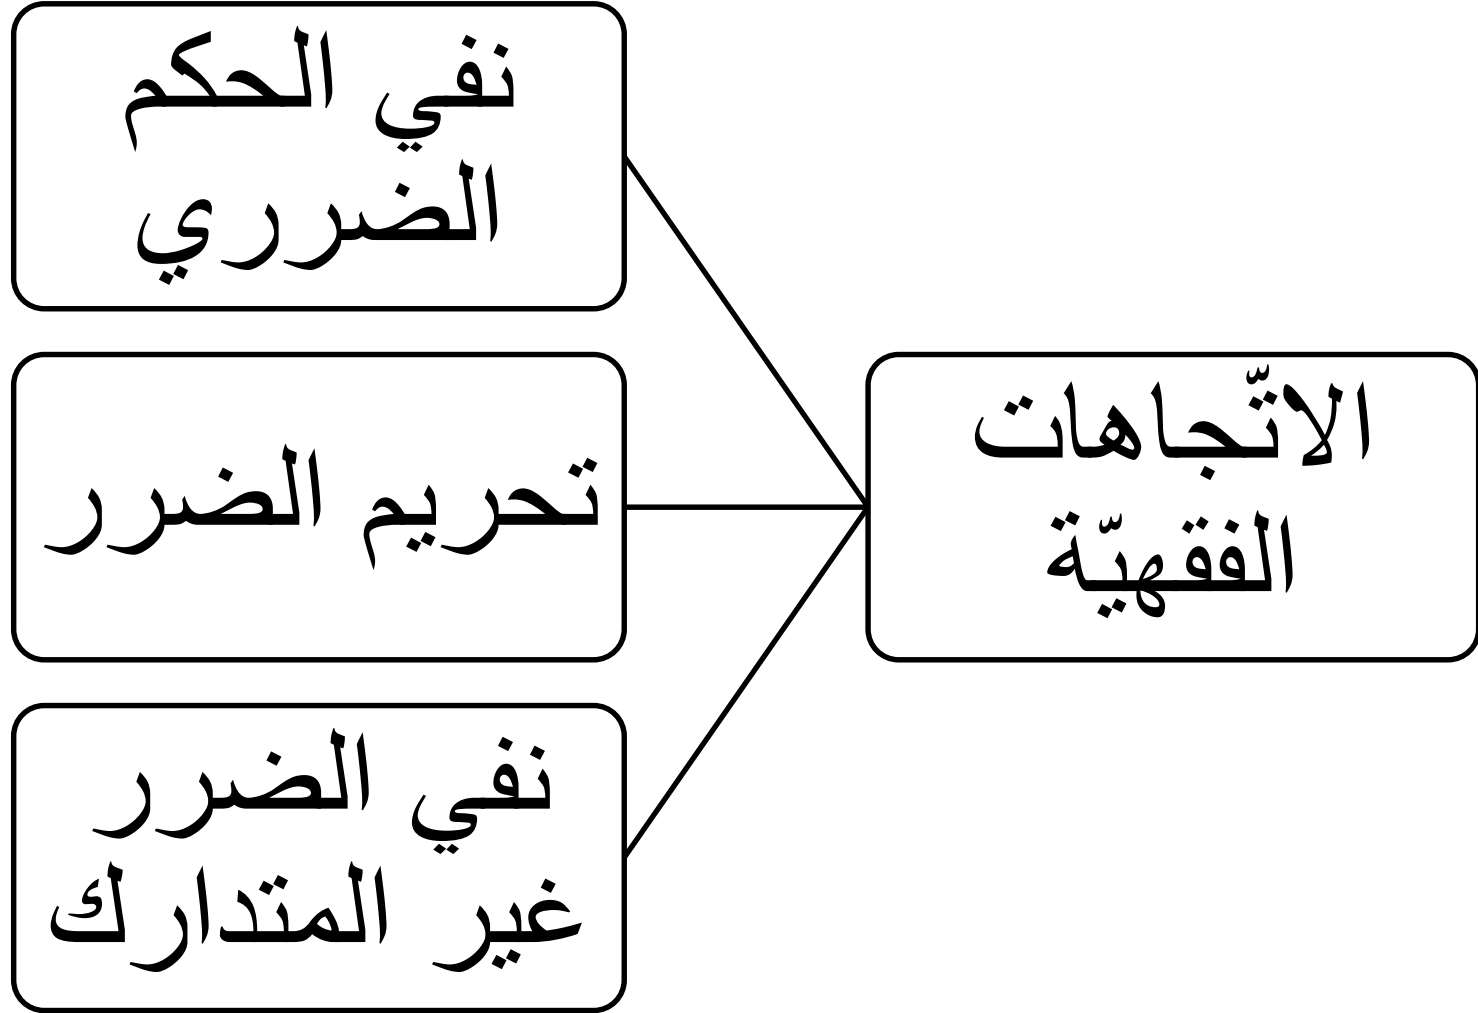 الاتّجاهات
الفقهيّة
نفي الحكم
الضرري
تحريم الضرر
نفي الضرر
غير المتدارك